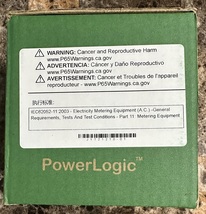 WARNING: Cancer and Reproductive Harm
www.P65Warnings.ca.gov
ADVERTENCIA: Cáncer y Daño Reproductivo
www.P65Warnings.ca.gov
AVERTISSEMENT: Cancer et Troubles de l'appareil
reproducteur - www.P65Warnings.ca.gov
执行标准:
IEC62052-11:2003 - Electricity Metering Equipment (A.C.) -General
Requirements, Tests And Test Conditions - Part 11: Metering Equipment
PowerLogic™